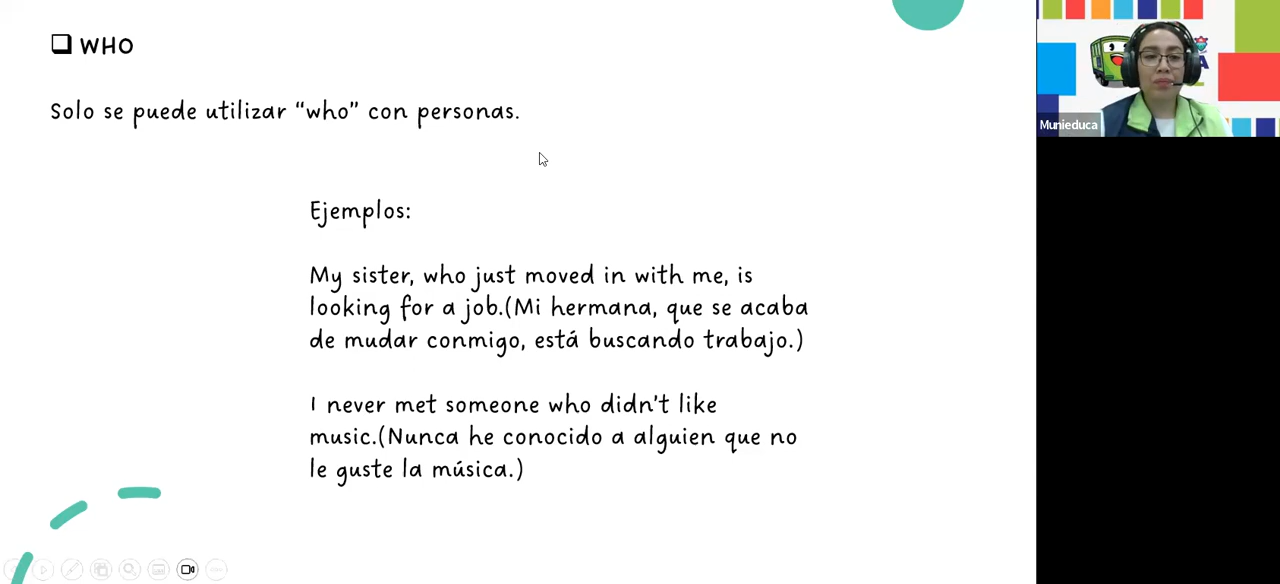 WHO
Solo se puede utilizar “who” con personas.
Ejemplos:
My sister, who just moved in with me, is
looking for a job.(Mi hermana, que se acaba
de mudar conmigo, está buscando trabajo.)
I never met someone who didn't like
music.(Nunca he conocido a alguien que no
le guste la música.)
Munieduca